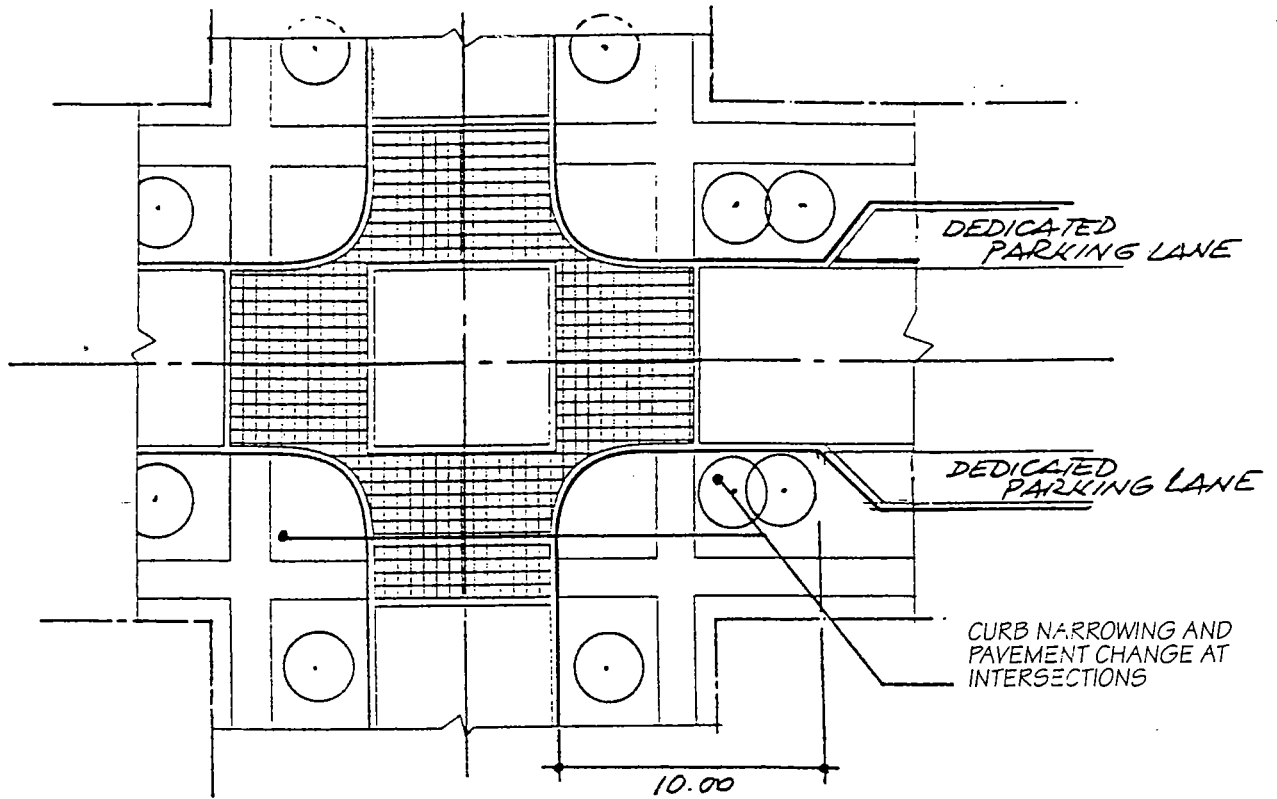 DEDICATED
PARKING LANE
DEDICATED
PARKING LANE
CURB NARROWING AND
PAVEMENT CHANGE AT
INTERSECTIONS
10.00